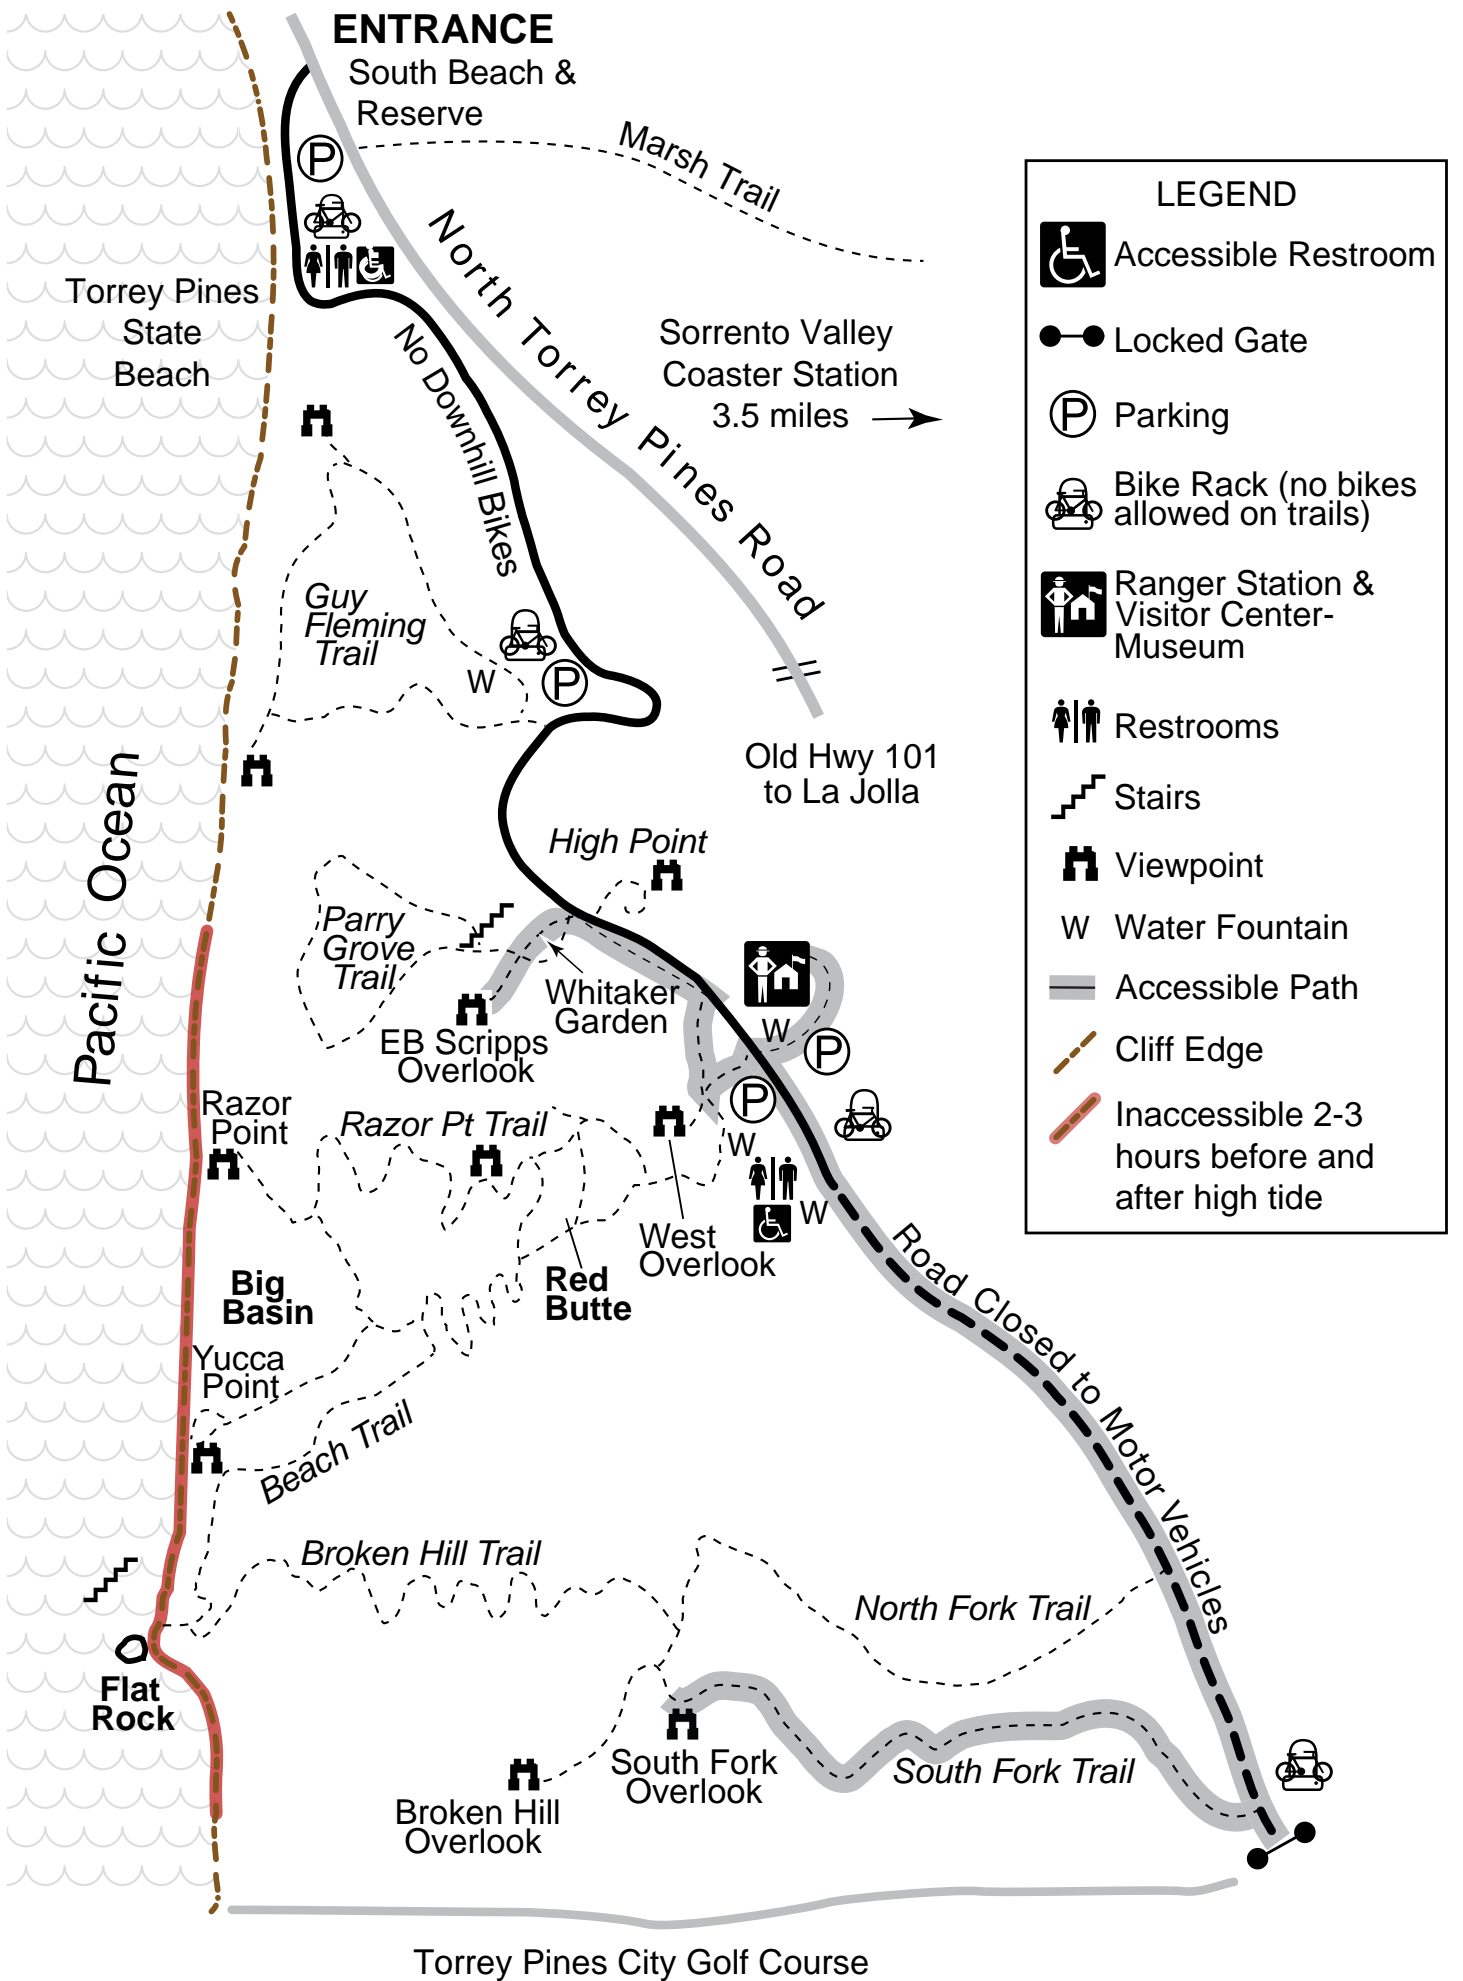 ENTRANCE
South Beach &
Reserve
Marsh Trail
P
North Torrey Pines Road
No Downhill Bikes
Torrey Pines
State
Beach
Sorrento Valley
Coaster Station
3.5 miles
Guy
Fleming
Trail
W
P
Old Hwy 101
to La Jolla
Pacific Ocean
High Point
Parry
Grove
Trail
Whitaker
Garden
EB Scripps
Overlook
W
P
P
W
W
Razor
Point
Razor Pt Trail
West
Overlook
Red
Butte
Big
Basin
Yucca
Point
Beach Trail
Road Closed to Motor Vehicles
Broken Hill Trail
North Fork Trail
Flat
Rock
South Fork
Overlook
South Fork Trail
Broken Hill
Overlook
Torrey Pines City Golf Course
LEGEND
Accessible Restroom
Locked Gate
P
Parking
Bike Rack (no bikes
allowed on trails)
Ranger Station &
Visitor Center-
Museum
Restrooms
Stairs
Viewpoint
W Water Fountain
Accessible Path
Cliff Edge
Inaccessible 2-3
hours before and
after high tide